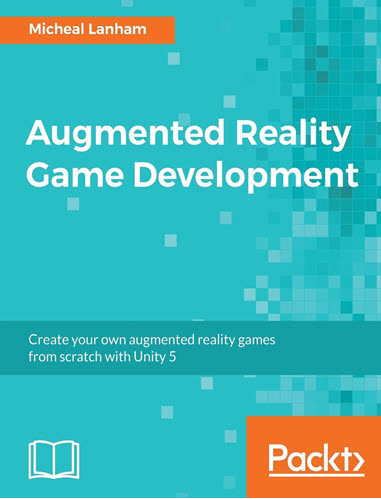 Micheal Lanham
Augmented Reality
Game Development
Create your own augmented reality games
from scratch with Unity 5
Packt>